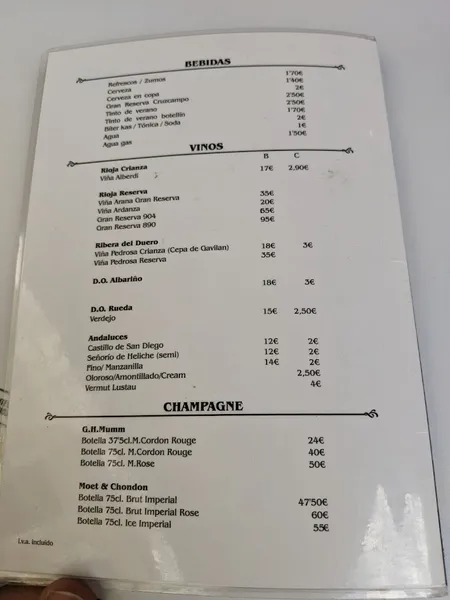 BEBIDAS
Refrescos / Zumos 1'70€
Cerveza 1'40€
Cerveza en copa 2€
Gran Reserva Cruzcampo 2'50€
Tinto de verano 2'50€
Tinto de verano botellin 1'70€
Biter kas / Tónica / Soda 2€
Agua 1€
Agua gas 1'50€
VINOS
B C
Rioja Crianza
Viña Alberdi 17€ 2,90€
Rioja Reserva
Viña Arana Gran Reserva 35€
Viña Ardanza 20€
Gran Reserva 904 65€
Gran Reserva 890 95€
Ribera del Duero
Viña Pedrosa Crianza (Cepa de Gavilan) 18€ 3€
Viña Pedrosa Reserva 35€
D.O. Albariño 18€ 3€
D.O. Rueda
Verdejo 15€ 2,50€
Andaluces
Castillo de San Diego 12€ 2€
Señorío de Heliche (semi) 12€ 2€
Fino/ Manzanilla 14€ 2€
Oloroso/Amontillado/Cream 2,50€
Vermut Lustau 4€
CHAMPAGNE
G.H.Mumm
Botella 37'5cl.M.Cordon Rouge 24€
Botella 75cl. M.Cordon Rouge 40€
Botella 75cl. M.Rose 50€
Moet & Chondon
Botella 75cl. Brut Imperial 47'50€
Botella 75cl. Brut Imperial Rose 60€
Botella 75cl. Ice Imperial 55€
I.v.a. incluido